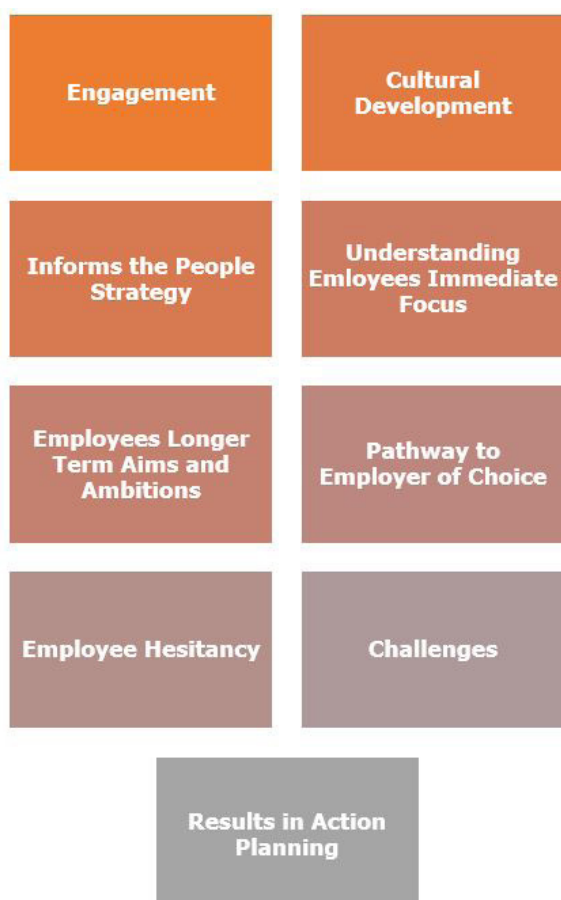 Engagement
Cultural
Development
Informs the People
Strategy
Understanding
Emloyees Immediate
Focus
Employees Longer
Term Aims and
Ambitions
Pathway to
Employer of Choice
Employee Hesitancy
Challenges
Results in Action
Planning